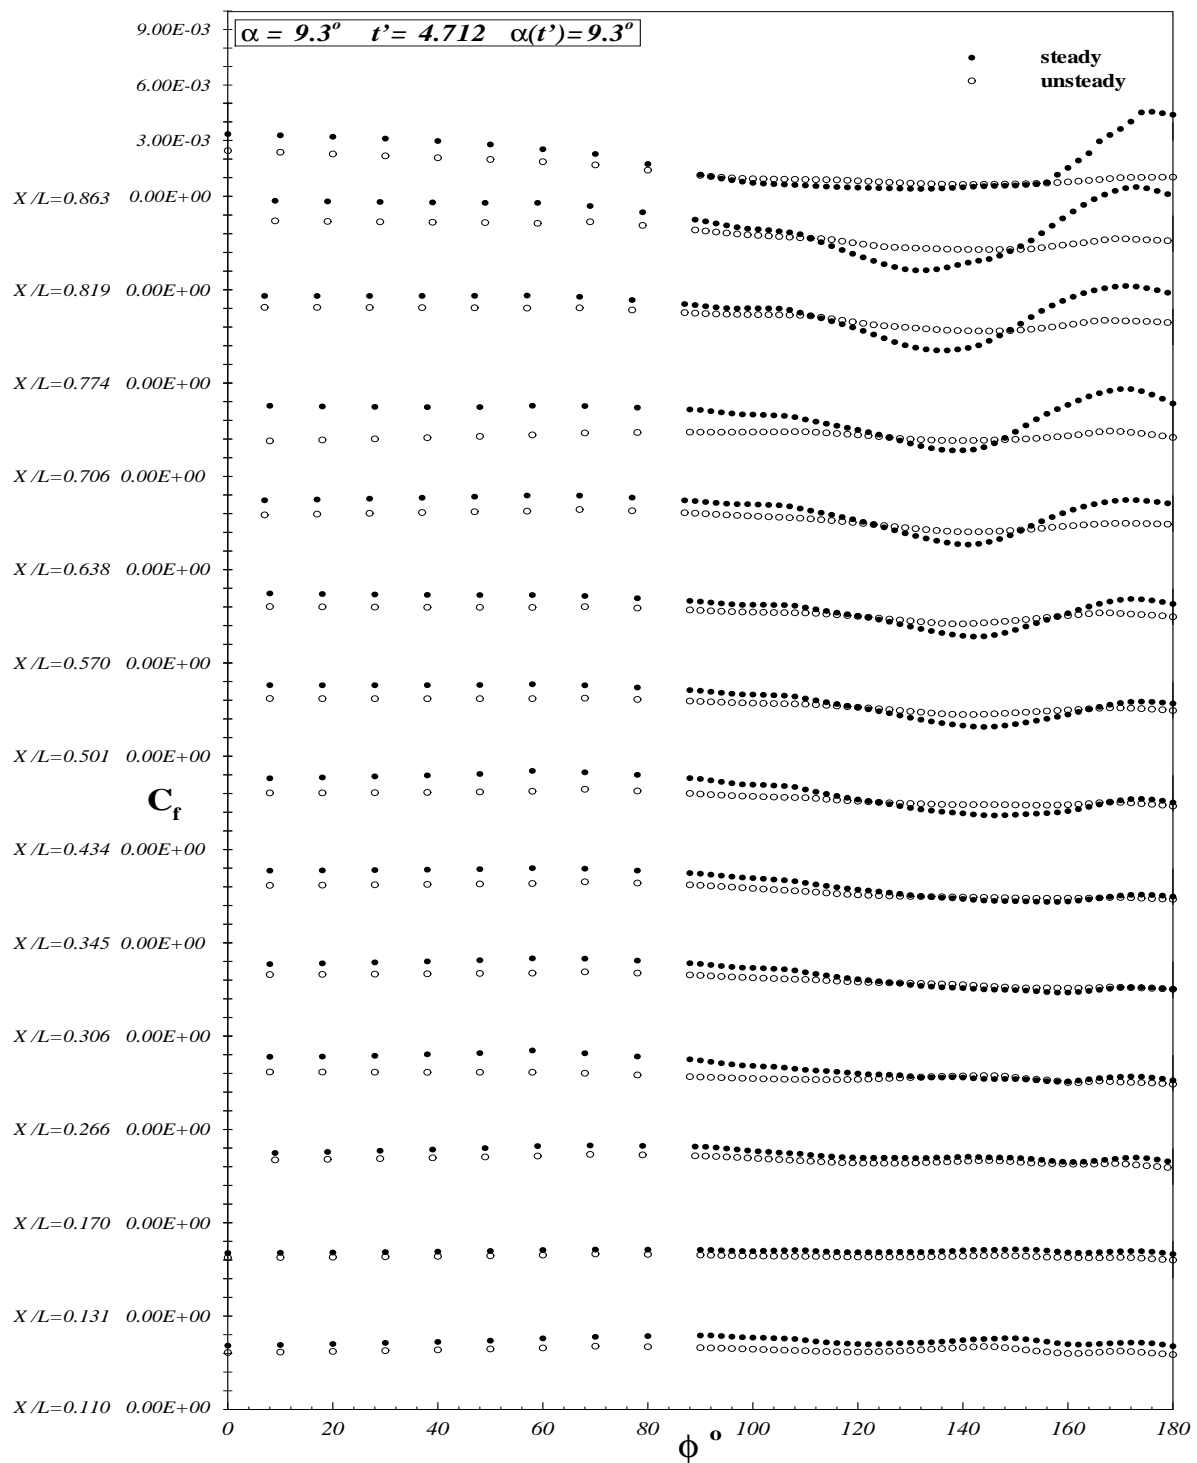 9.00E-03
α = 9.3° t'= 4.712 α(t')=9.3°
steady
6.00E-03
unsteady
3.00E-03
X/L=0.863 0.00E+00
X/L=0.819 0.00E+00
X/L=0.774 0.00E+00
X/L=0.706 0.00E+00
X/L=0.638 0.00E+00
X/L=0.570 0.00E+00
X/L=0.501 0.00E+00
C_f
X/L=0.434 0.00E+00
X/L=0.345 0.00E+00
X/L=0.306 0.00E+00
X/L=0.266 0.00E+00
X/L=0.170 0.00E+00
X/L=0.131 0.00E+00
X/L=0.110 0.00E+00
0 20 40 60 80 100 120 140 160 180
ϕ °